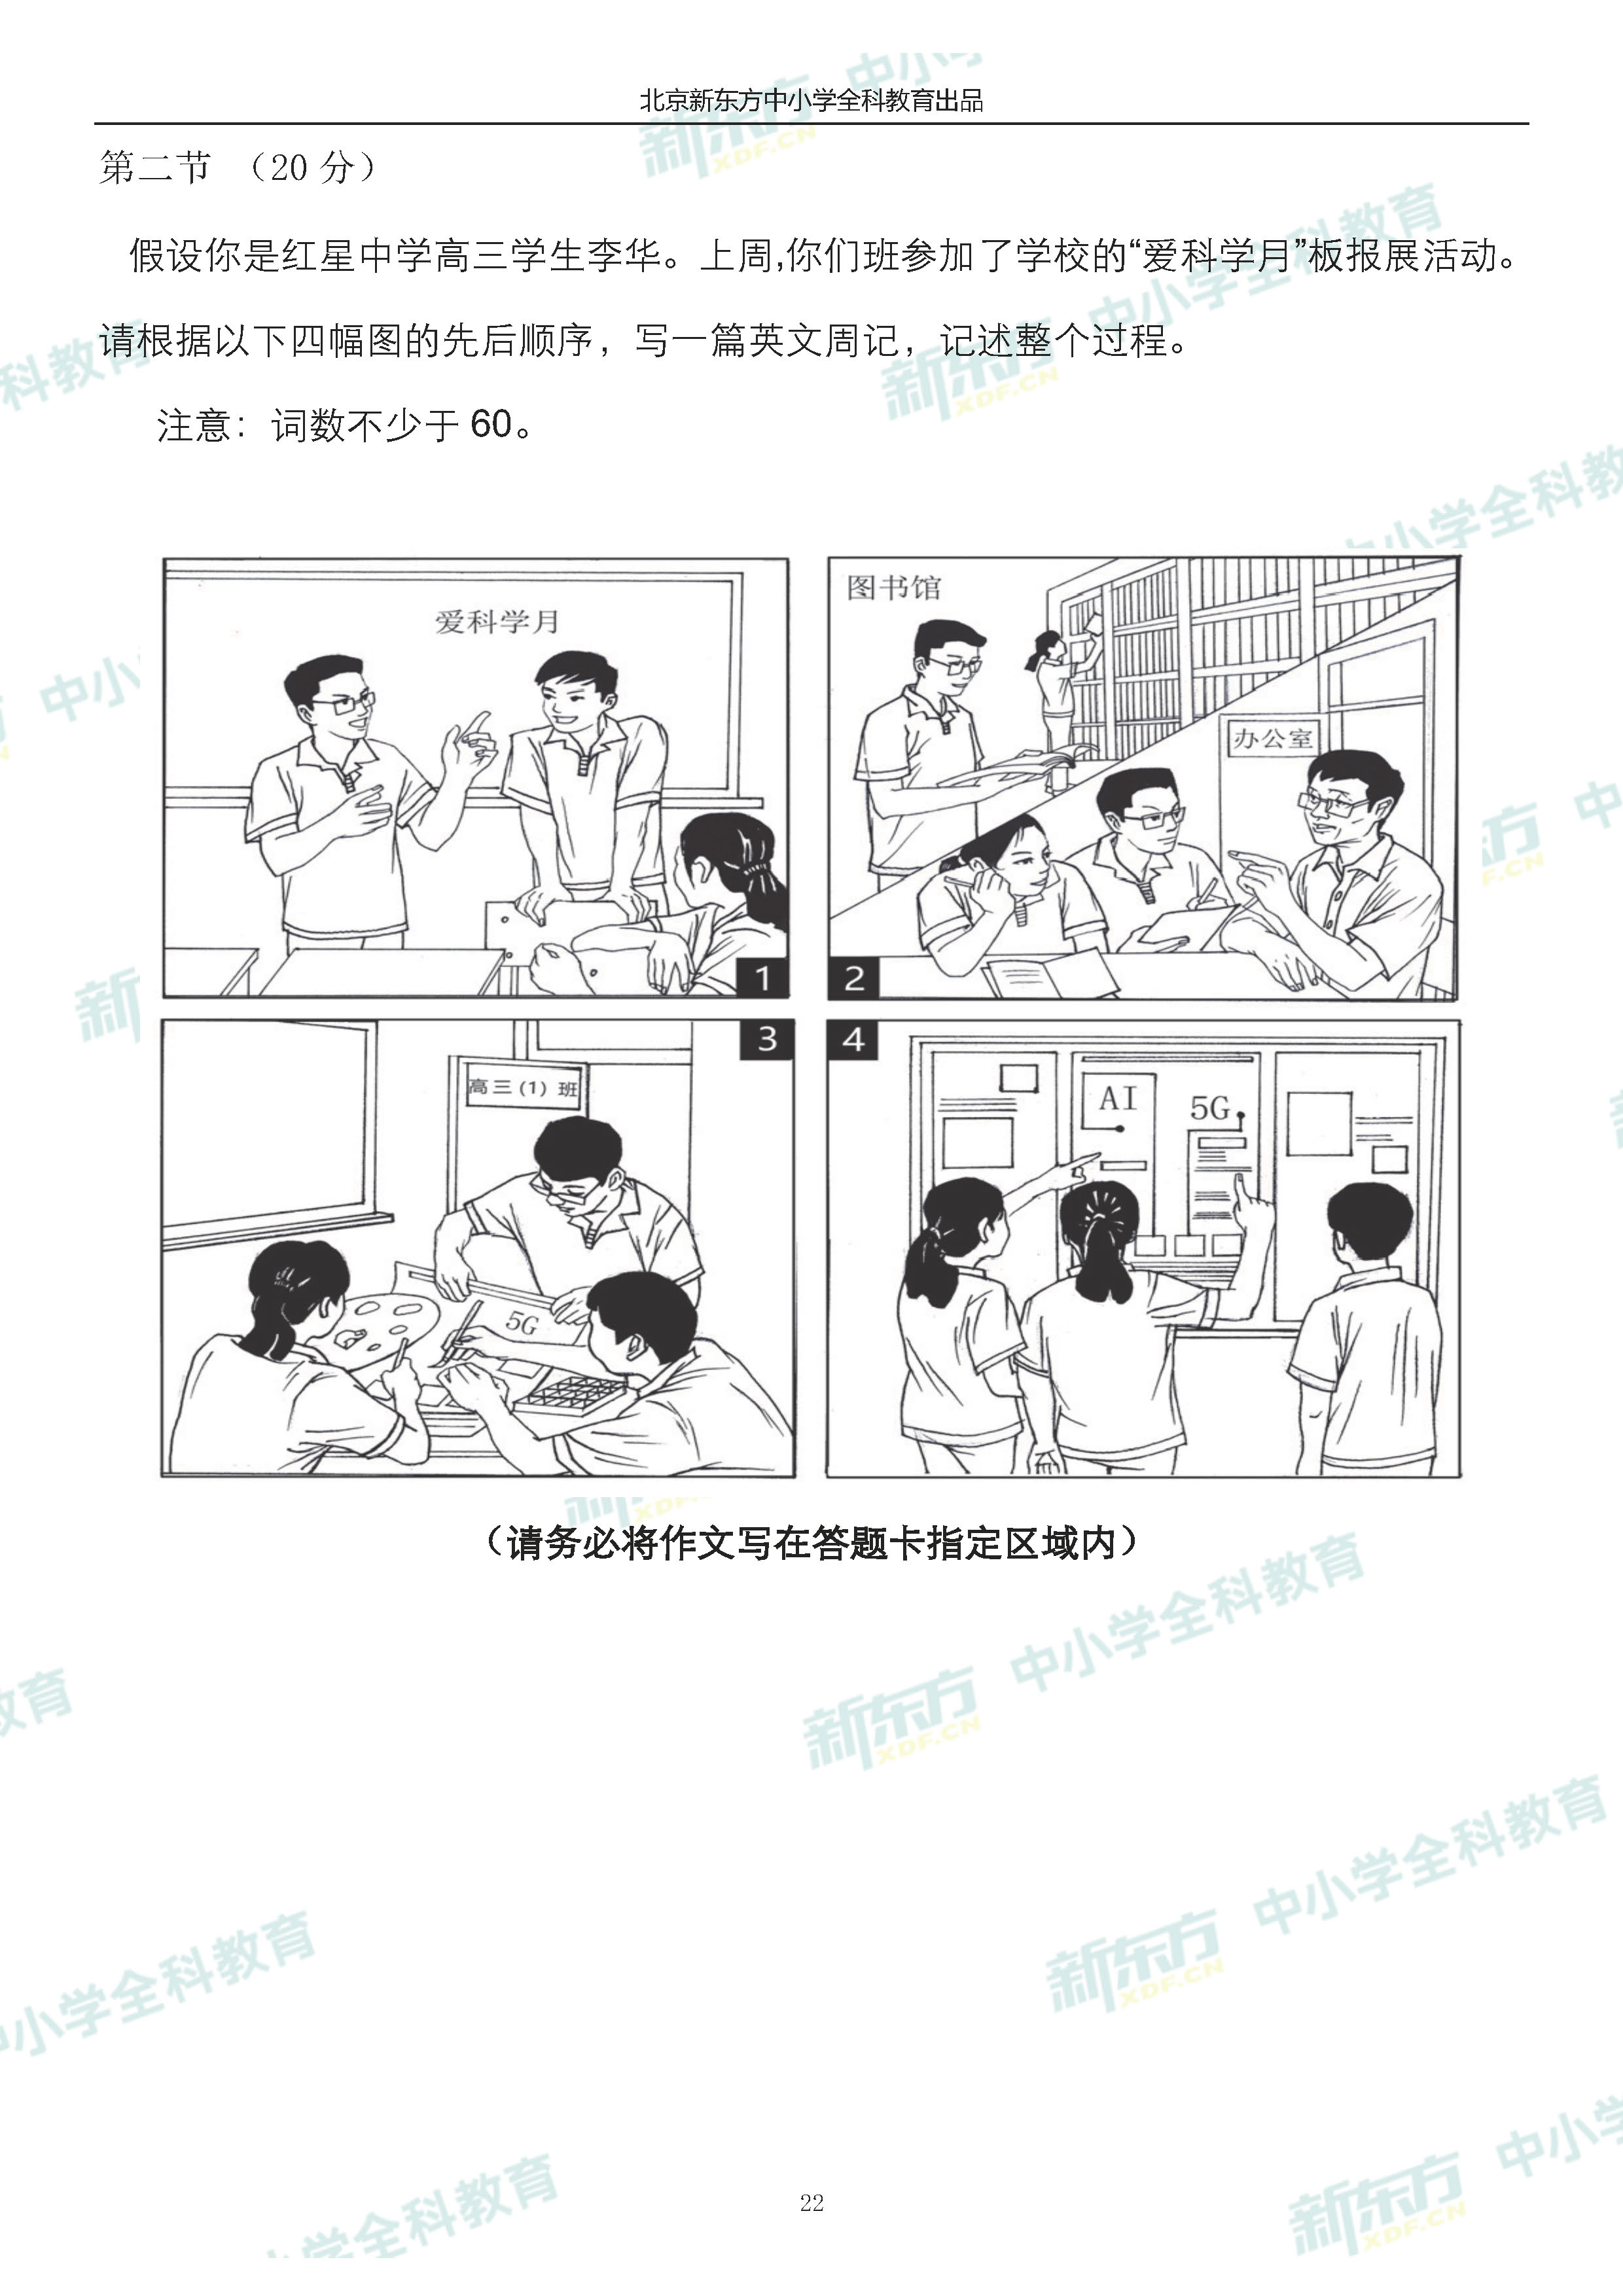 北京新东方中小学全科教育出品
第二节 （20 分）
假设你是红星中学高三学生李华。上周,你们班参加了学校的“爱科学月”板报展活动。
请根据以下四幅图的先后顺序，写一篇英文周记，记述整个过程。
注意：词数不少于 60。
爱科学月
1
图书馆
办公室
2
高三(1) 班
5G
3
4
AI
5G
（请务必将作文写在答题卡指定区域内）
22
新东方 XDF.CN 中小学全科教育